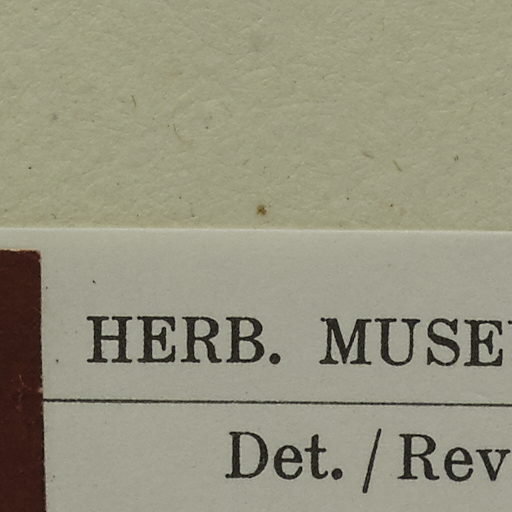 HERB. MUSE
Det. / Rev